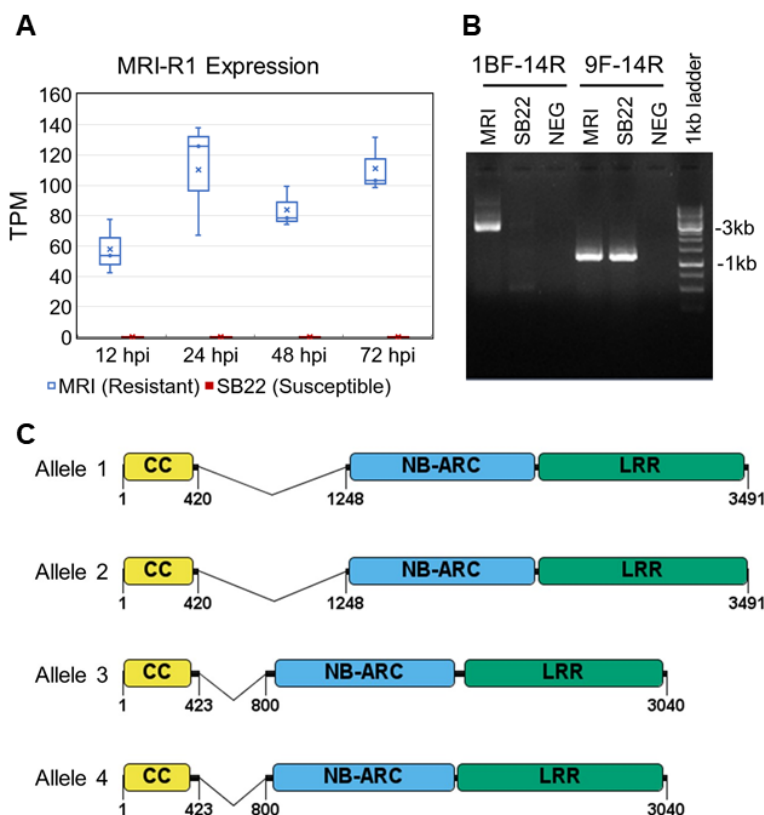 A
MRI-R1 Expression
160
140
120
100
80
60
40
20
0
TPM
12 hpi 24 hpi 48 hpi 72 hpi
MRI (Resistant) SB22 (Susceptible)
B
1BF-14R 9F-14R
MRI SB22 NEG MRI SB22 NEG 1kb ladder
-3kb
-1kb
C
Allele 1 CC NB-ARC LRR
1 420 1248 3491
Allele 2 CC NB-ARC LRR
1 420 1248 3491
Allele 3 CC NB-ARC LRR
1 423 800 3040
Allele 4 CC NB-ARC LRR
1 423 800 3040